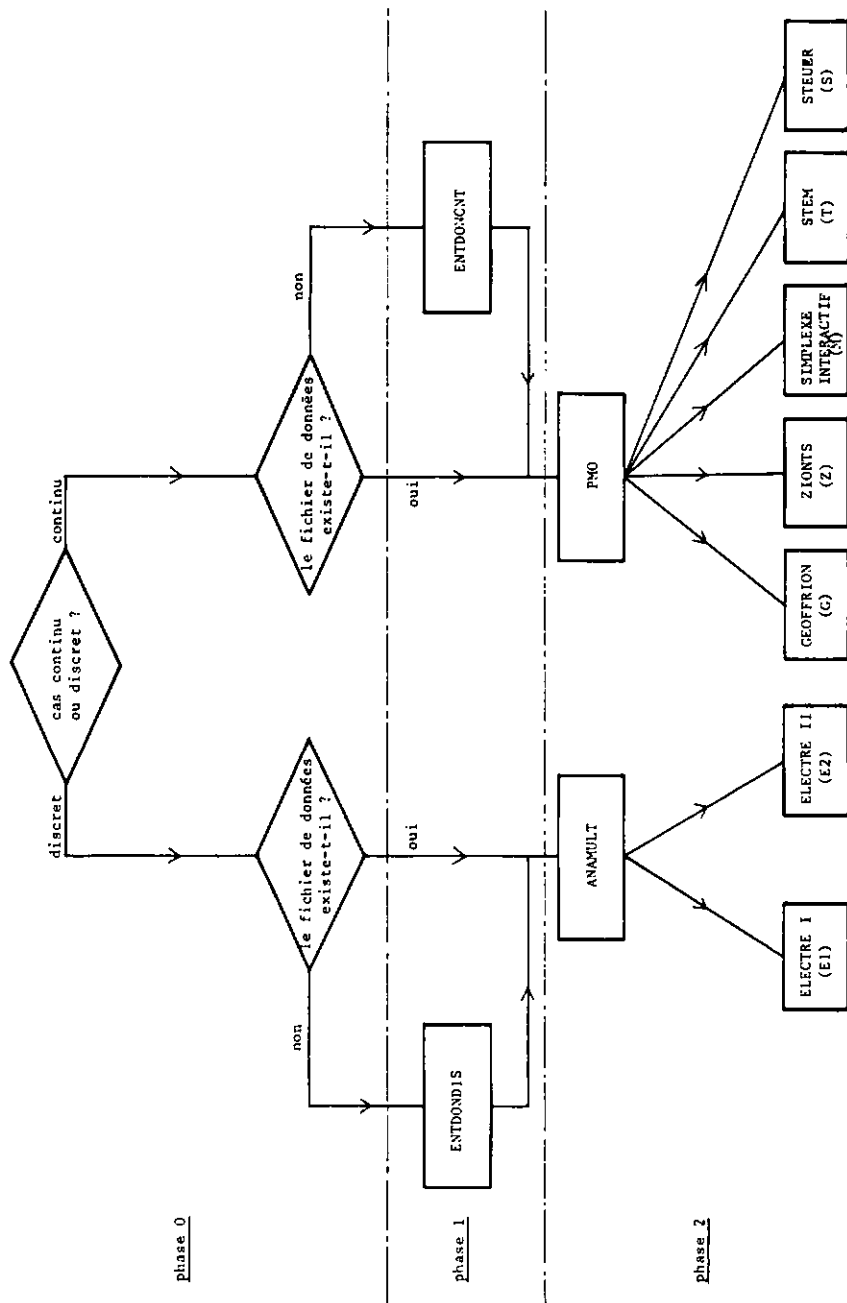 phase 0
cas continu
ou discret ?
discret
continu
le fichier de données
existe-t-il ?
le fichier de données
existe-t-il ?
non
oui
oui
non
phase 1
ENTDONDIS
ENTDONCNT
phase 2
ANAMULT
PMO
ELECTRE I
(E1)
ELECTRE II
(E2)
GEOFFRION
(G)
ZIONTS
(Z)
SIMPLEXE
INTERACTIF
(M)
STEM
(T)
STEUER
(S)